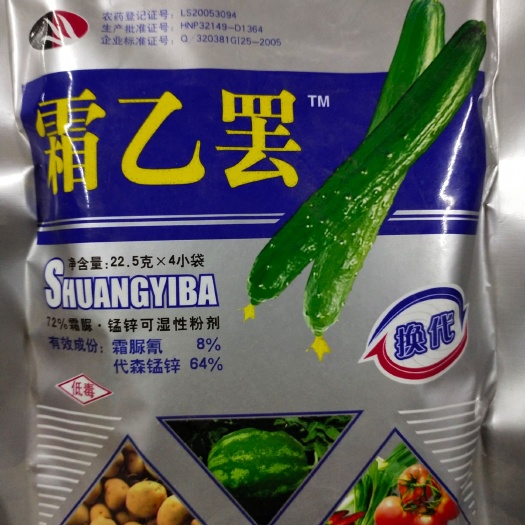 农药登记证号：LS20053094
生产批准证号：HNP32149-D1364
企业标准证号：Q／320381GJ25-2005
霜乙罢™
净含量：22.5克×4小袋
SHUANGYIBA
72%霜脲·锰锌可湿性粉剂
有效成份：霜脲氰 8%
代森锰锌 64%
换代
低毒